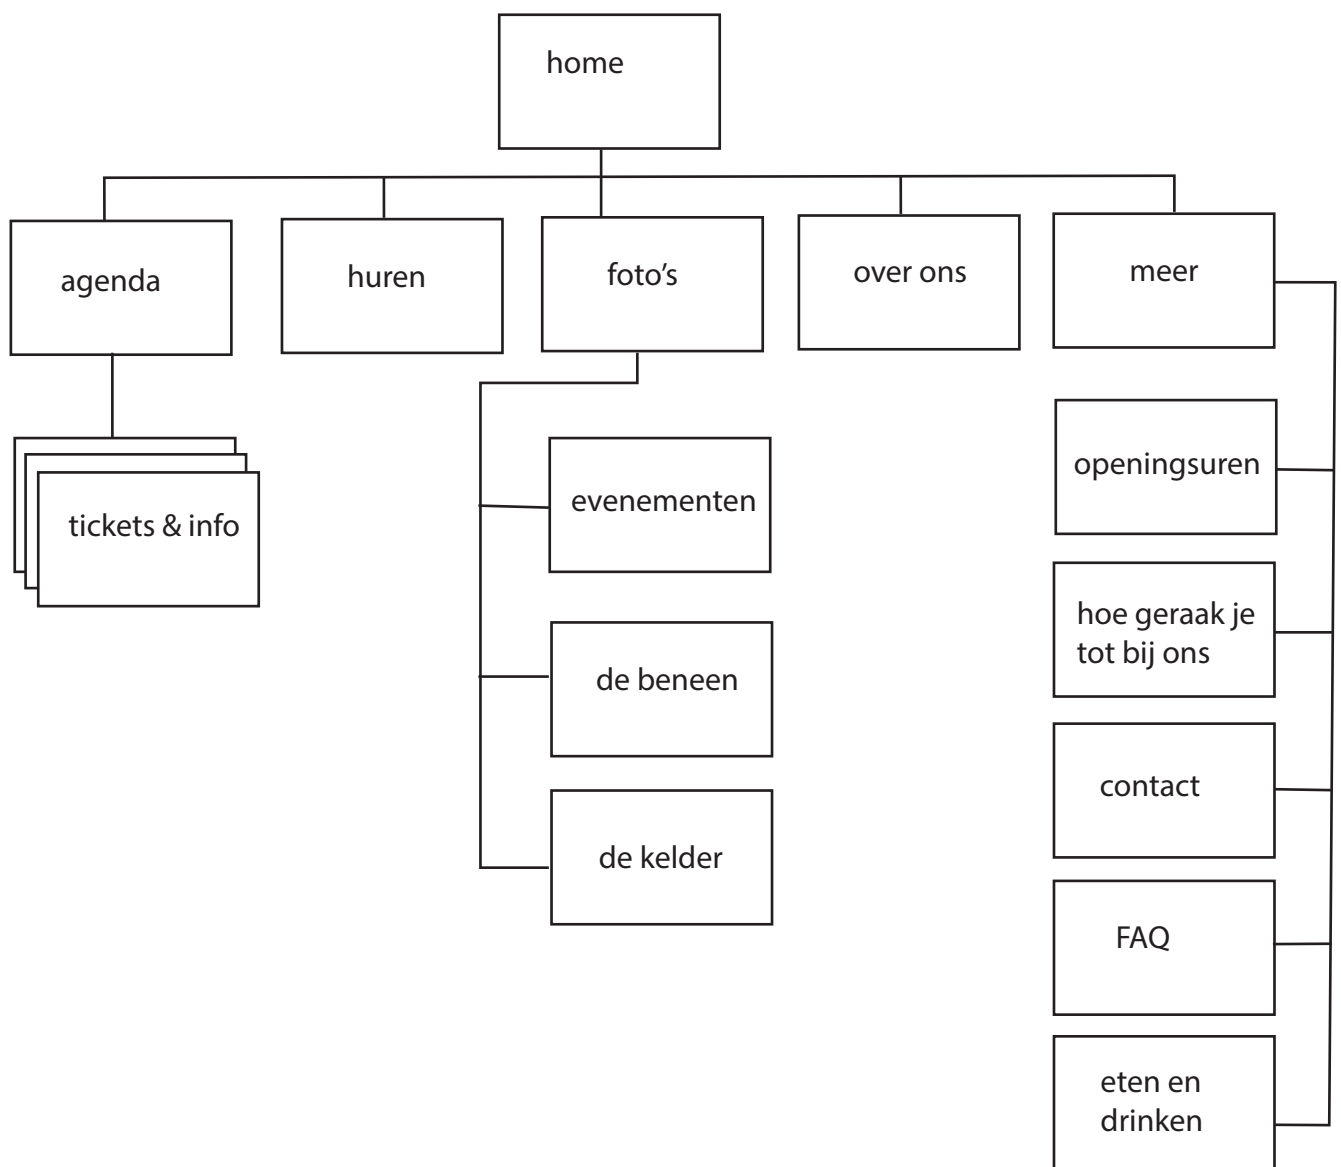 home
agenda
huren
foto’s
over ons
meer
tickets & info
evenementen
de beneen
de kelder
openingsuren
hoe geraak je
tot bij ons
contact
FAQ
eten en
drinken